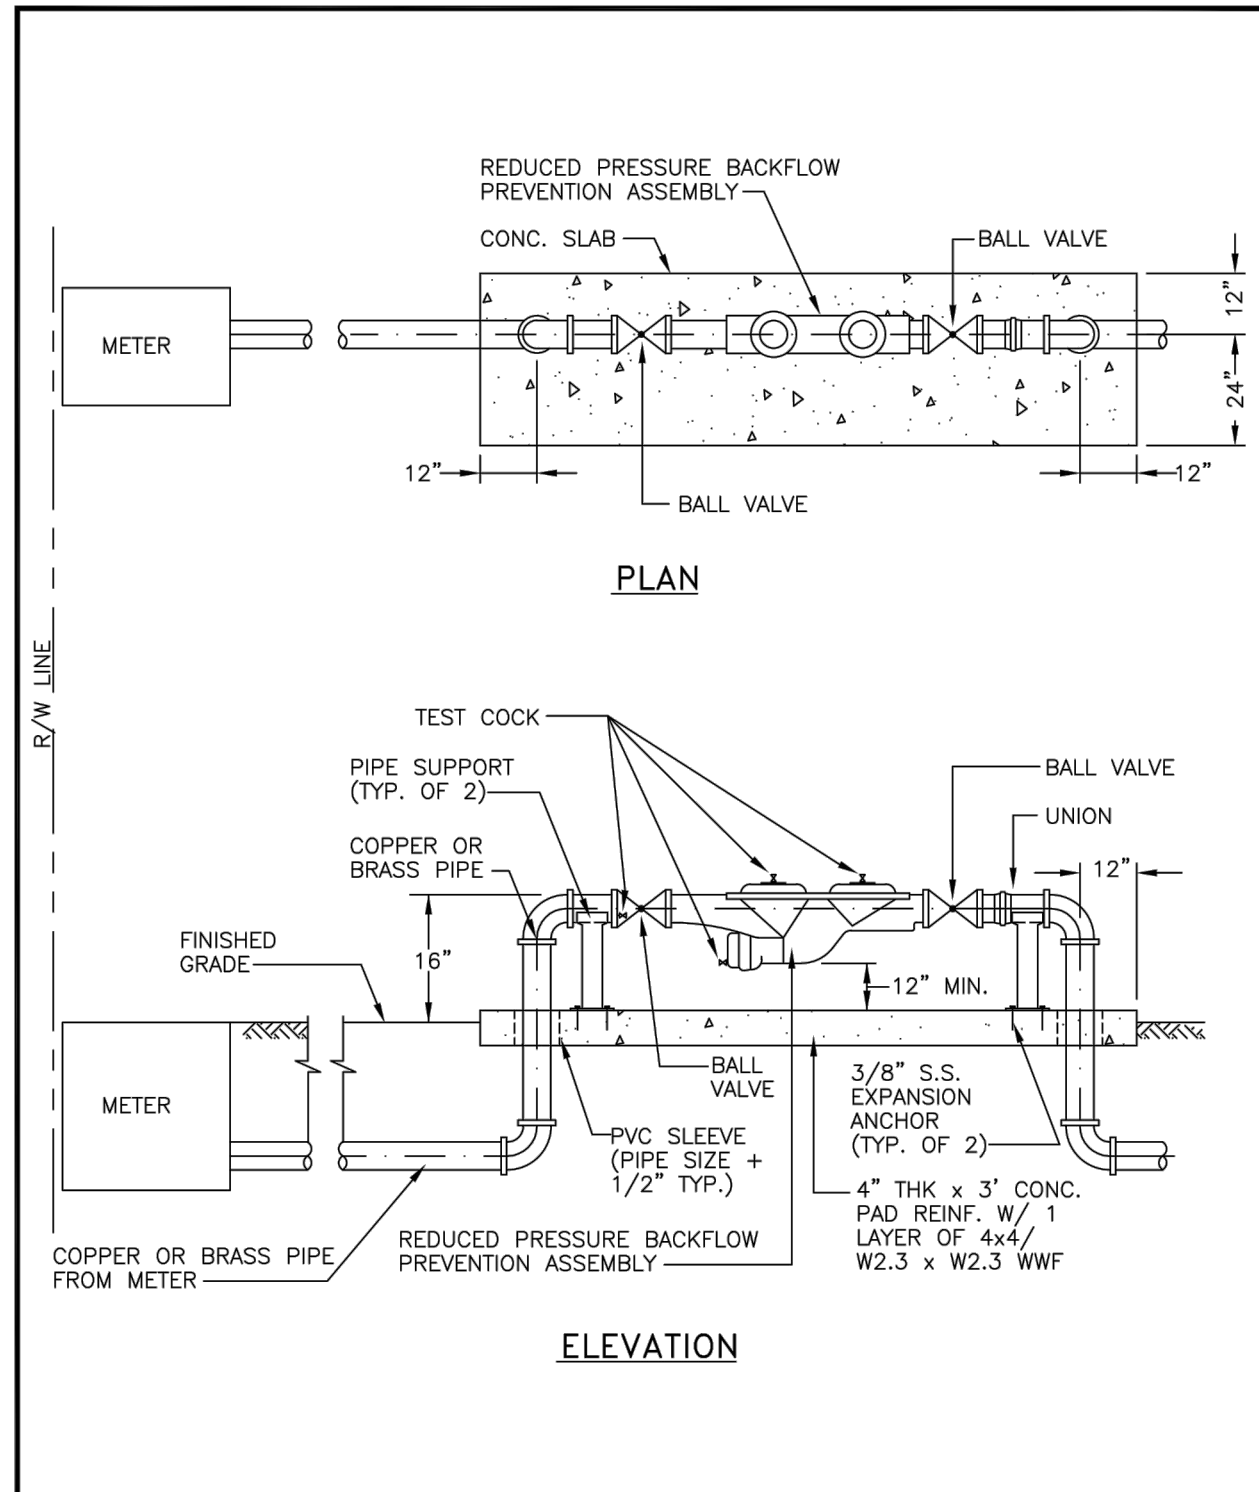 REDUCED PRESSURE BACKFLOW
PREVENTION ASSEMBLY
CONC. SLAB
BALL VALVE
METER
12"
24"
12"
12"
BALL VALVE
PLAN
R/W LINE
TEST COCK
PIPE SUPPORT
(TYP. OF 2)
BALL VALVE
UNION
COPPER OR
BRASS PIPE
12"
FINISHED
GRADE
16"
12" MIN.
METER
BALL
VALVE
3/8" S.S.
EXPANSION
ANCHOR
(TYP. OF 2)
PVC SLEEVE
(PIPE SIZE +
1/2" TYP.)
4" THK x 3' CONC.
PAD REINF. W/ 1
LAYER OF 4x4/
W2.3 x W2.3 WWF
COPPER OR BRASS PIPE
FROM METER
REDUCED PRESSURE BACKFLOW
PREVENTION ASSEMBLY
ELEVATION